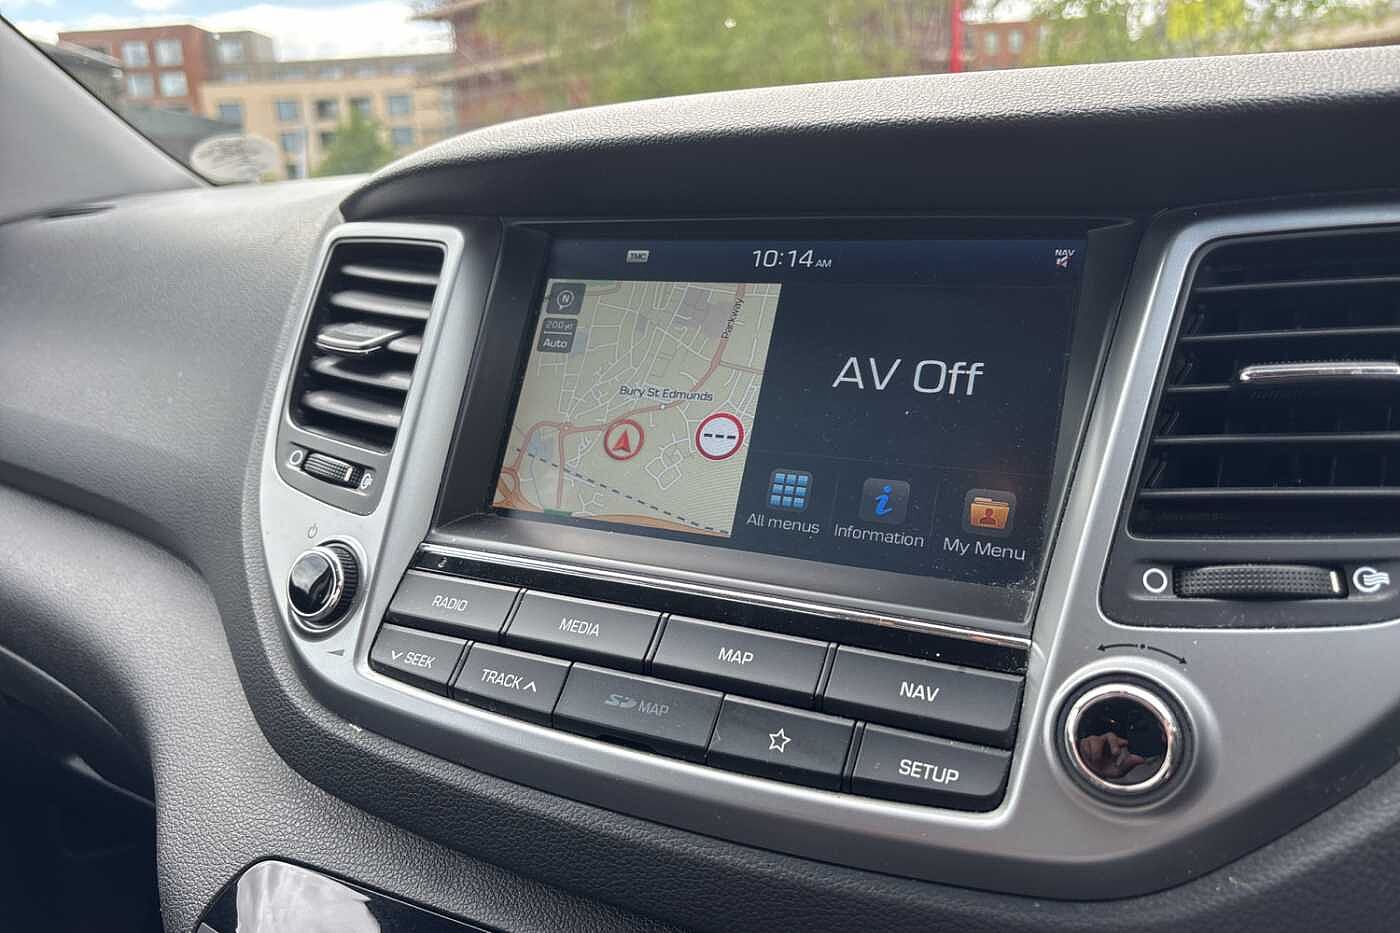 TMC
10:14 AM
NAV
N
200yd
Auto
Parkway
Bury St Edmunds
AV Off
All menus
Information
My Menu
RADIO
MEDIA
MAP
NAV
SEEK
TRACK
SD MAP
SETUP